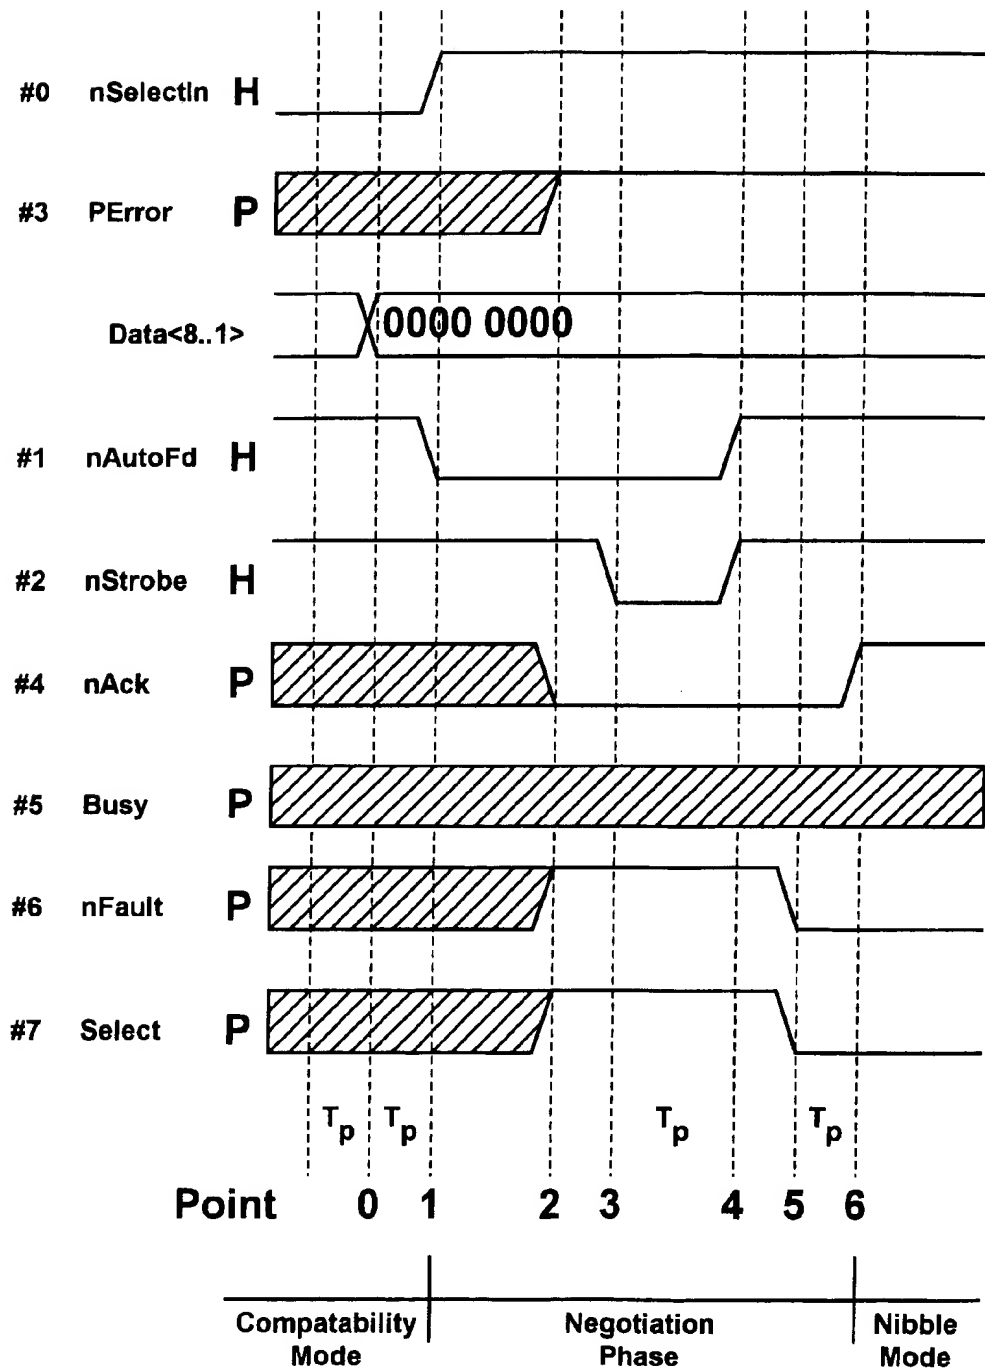 #0 nSelectIn H
#3 PError P
Data<8..1> 0000 0000
#1 nAutoFd H
#2 nStrobe H
#4 nAck P
#5 Busy P
#6 nFault P
#7 Select P
Tp Tp Tp Tp
Point 0 1 2 3 4 5 6
Compatability Mode
Negotiation Phase
Nibble Mode